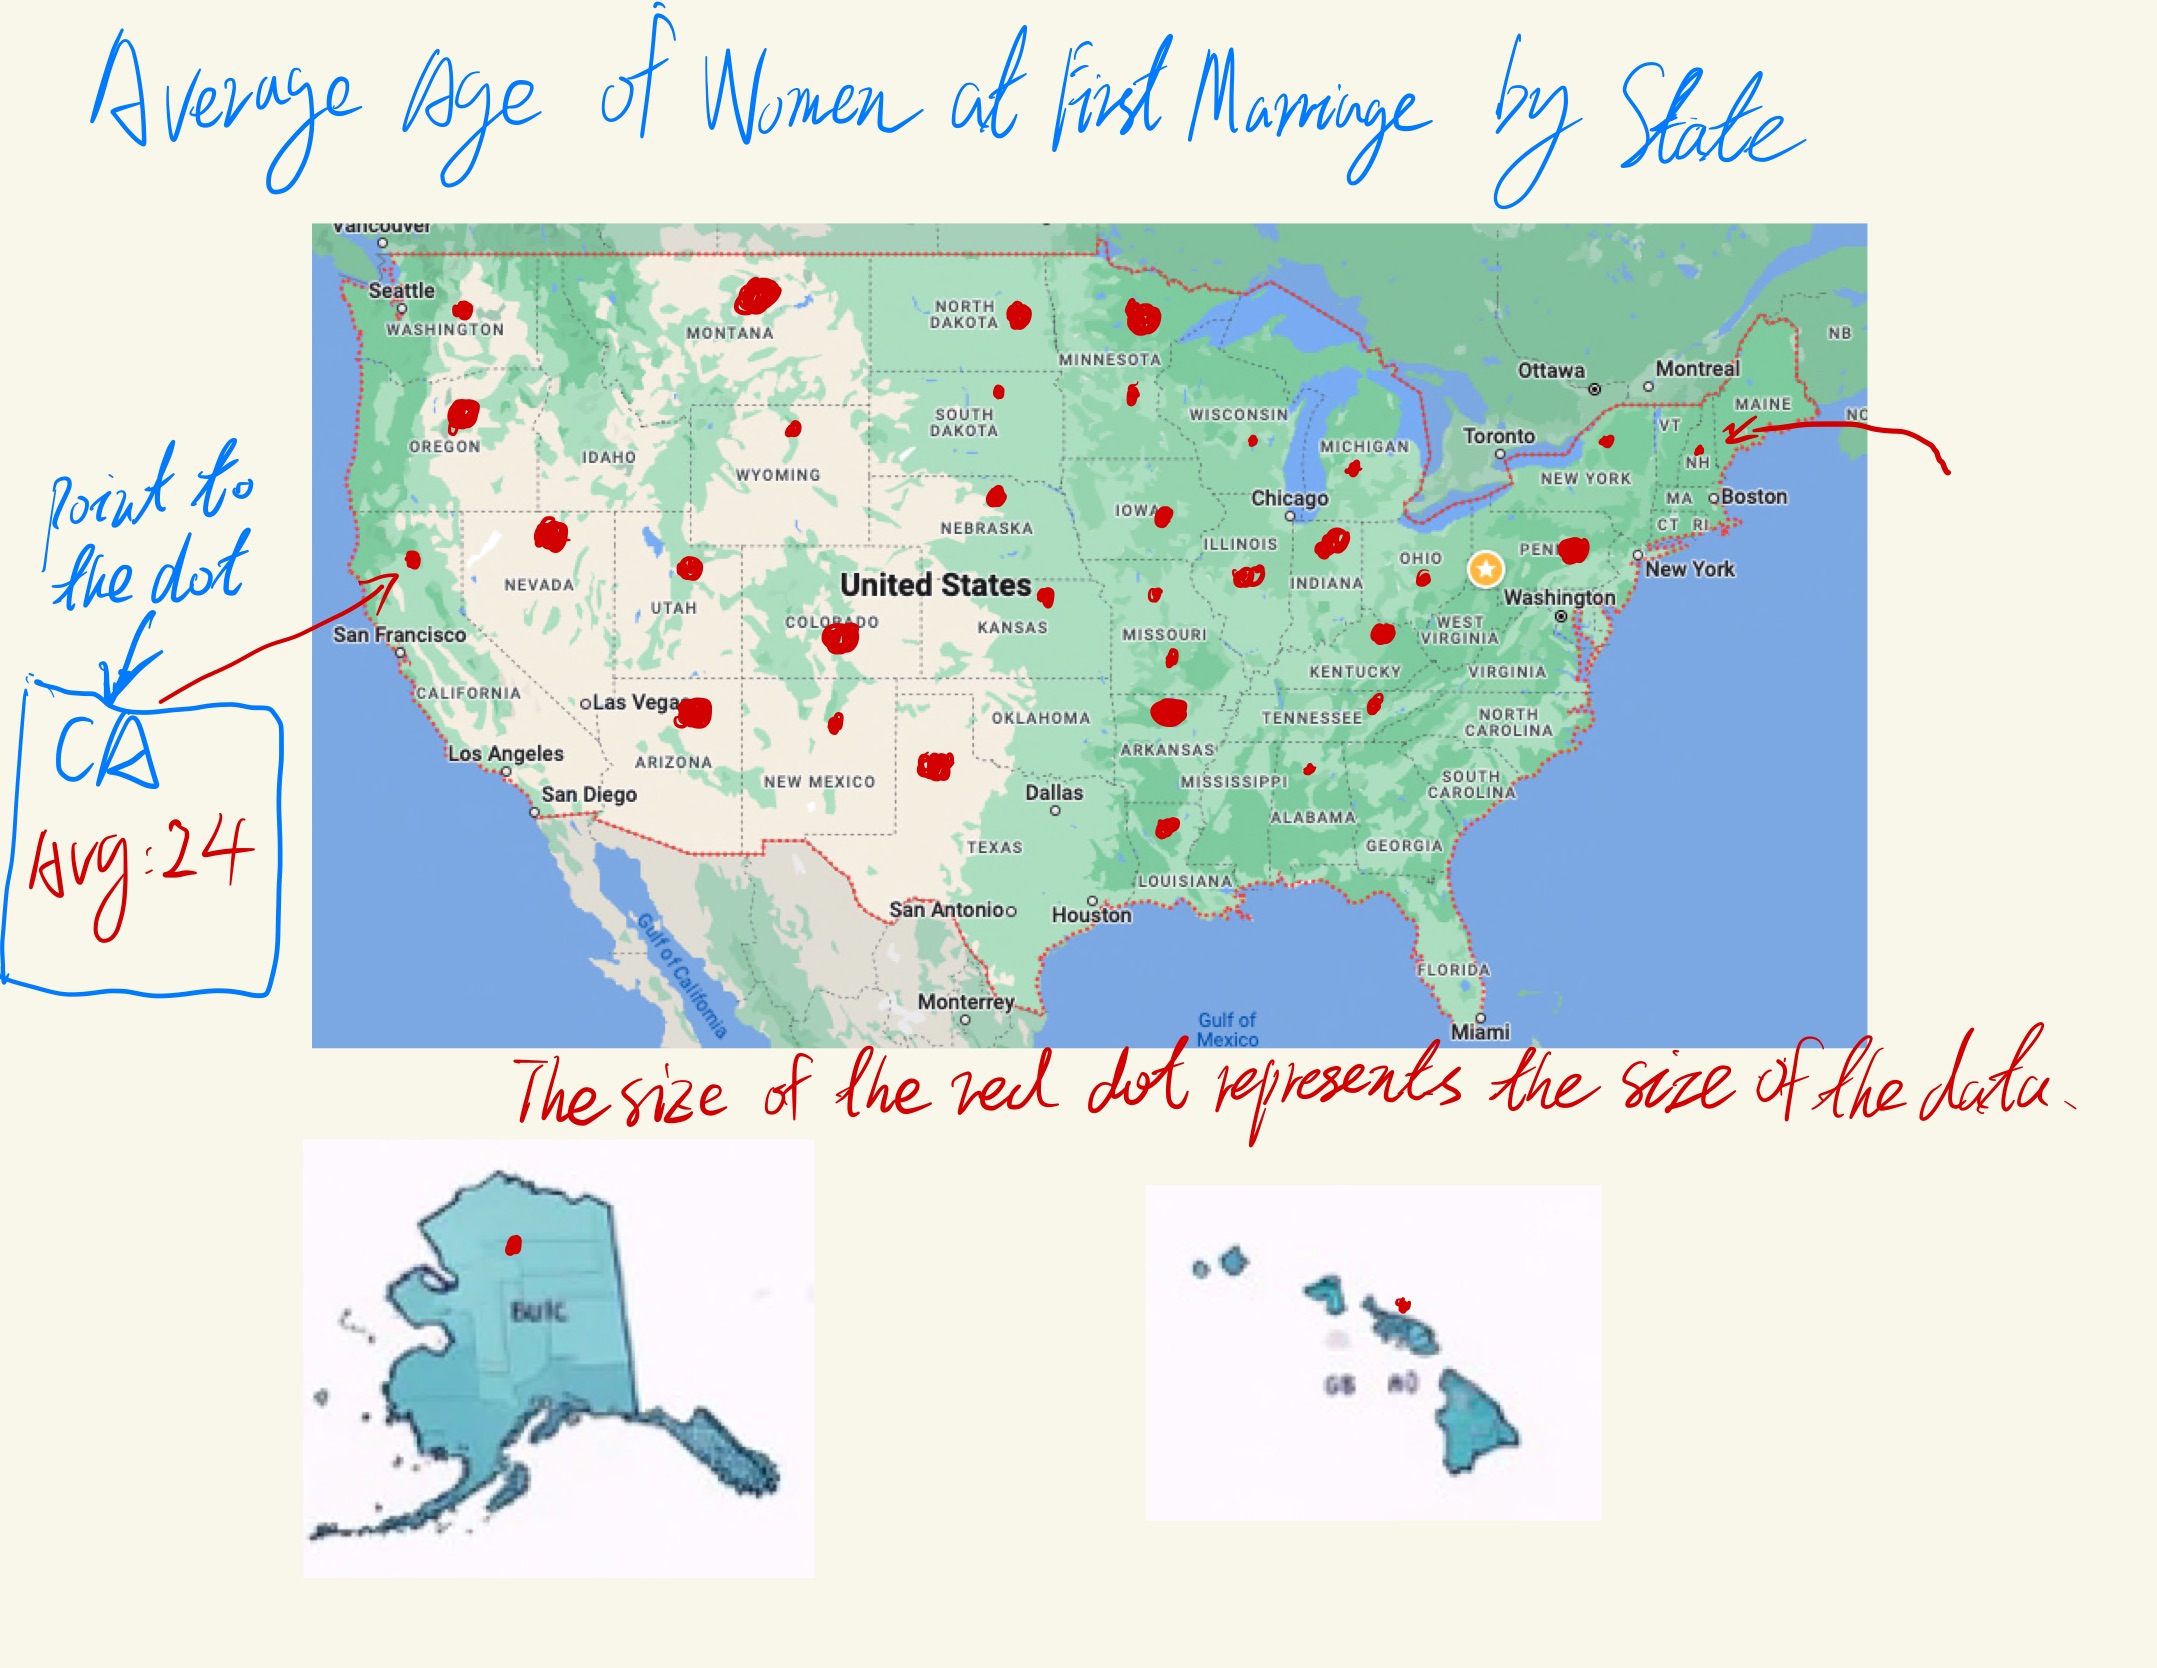 Average Age of Women at First Marriage by State
Vancouver
Seattle
WASHINGTON
MONTANA
NORTH
DAKOTA
MINNESOTA
Ottawa
Montreal
NB
MAINE
NC
VT
OREGON
IDAHO
WYOMING
SOUTH
DAKOTA
WISCONSIN
MICHIGAN
Toronto
NEW YORK
NH
MA
Boston
CT
RI
Point to
the dot
NEBRASKA
IOWA
Chicago
ILLINOIS
INDIANA
OHIO
PEN
New York
NEVADA
UTAH
United States
COLORADO
KANSAS
MISSOURI
Washington
WEST
VIRGINIA
KENTUCKY
VIRGINIA
San Francisco
CALIFORNIA
Las Vega
CA
Avg: 24
OKLAHOMA
TENNESSEE
NORTH
CAROLINA
Los Angeles
ARIZONA
NEW MEXICO
ARKANSAS
MISSISSIPPI
SOUTH
CAROLINA
San Diego
Dallas
ALABAMA
GEORGIA
TEXAS
LOUISIANA
San Antonio
Houston
Gulf of California
FLORIDA
Monterrey
Gulf of
Mexico
Miami
The size of the red dot represents the size of the data.